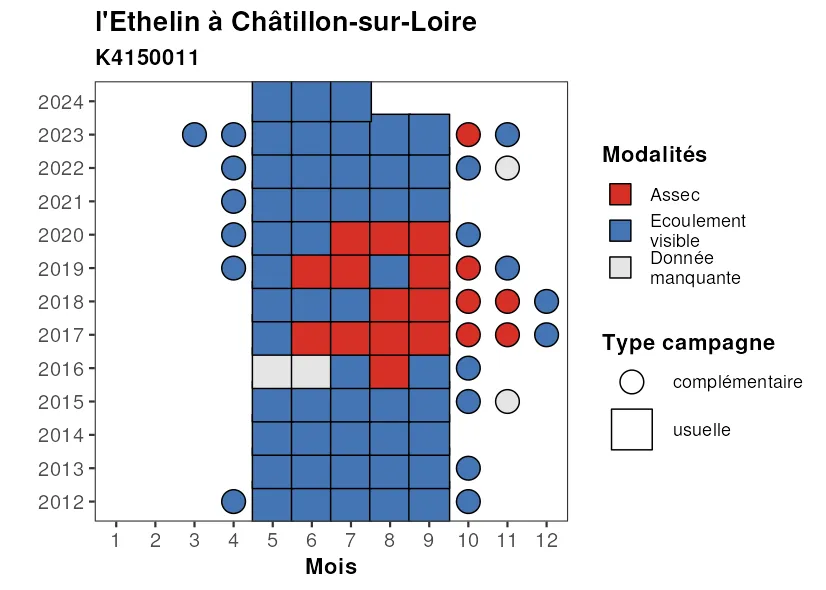 l'Ethelin à Châtillon-sur-Loire
K4150011
2024
2023
2022
2021
2020
2019
2018
2017
2016
2015
2014
2013
2012
1 2 3 4 5 6 7 8 9 10 11 12
Mois
Modalités
Assec
Ecoulement
visible
Donnée
manquante
Type campagne
complémentaire
usuelle